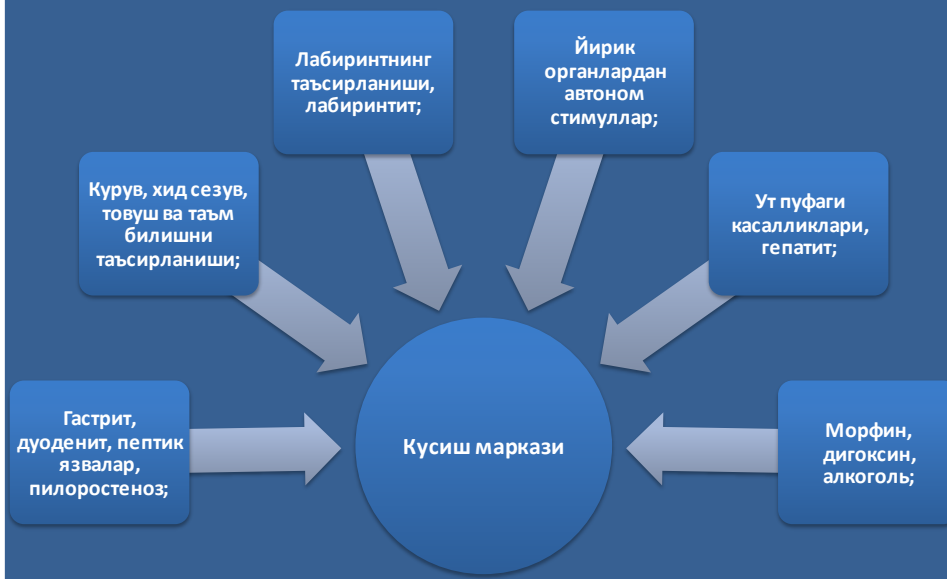 Лабиринтнинг
таъсирланиши,
лабиринтит;
Йирик
органлардан
автоном
стимуллар;
Курув, хид сезув,
товуш ва таъм
билишни
таъсирланиши;
Ут пуфаги
касалликлари,
гепатит;
Гастрит,
дуоденит, пептик
язвалар,
пилоростеноз;
Кусиш маркази
Морфин,
дигоксин,
алкоголь;